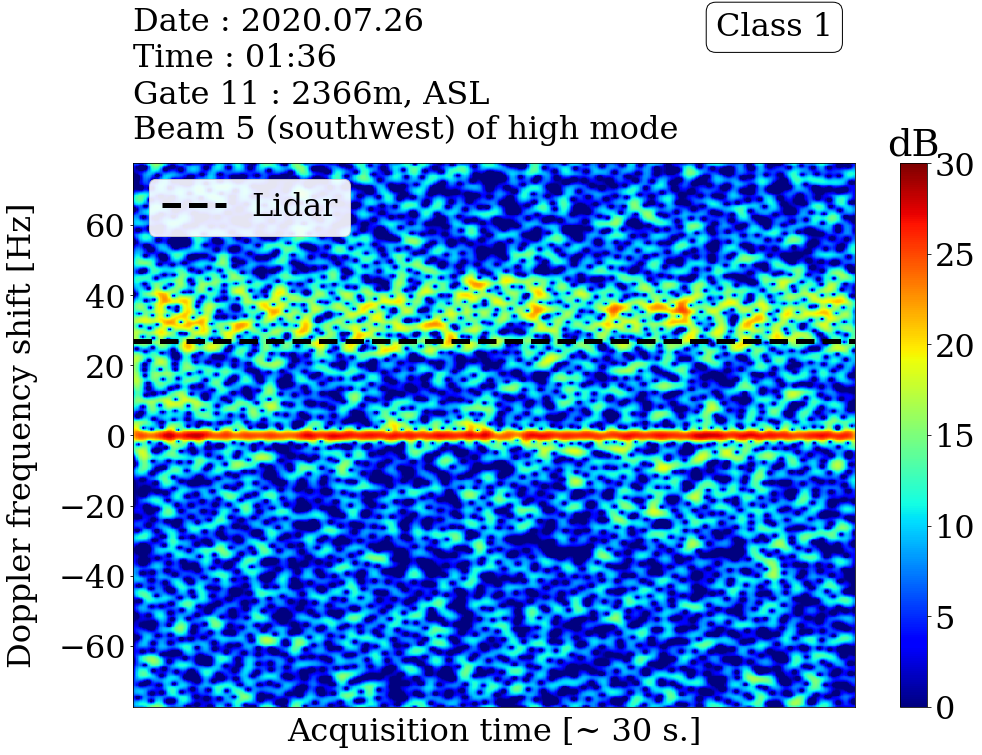 Date : 2020.07.26
Time : 01:36
Gate 11 : 2366m, ASL
Beam 5 (southwest) of high mode
Class 1
dB
Lidar
Doppler frequency shift [Hz]
60
40
20
0
−20
−40
−60
Acquisition time [~ 30 s.]
30
25
20
15
10
5
0